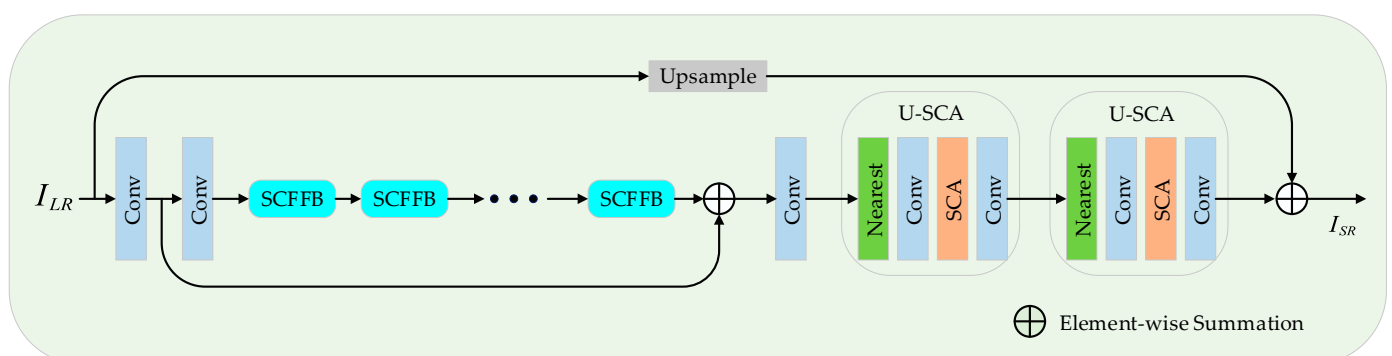 Upsample
U-SCA
U-SCA
I_LR
Conv
Conv
SCFFB
SCFFB
SCFFB
Conv
Nearest
Conv
SCA
Conv
Nearest
Conv
SCA
Conv
I_SR
Element-wise Summation